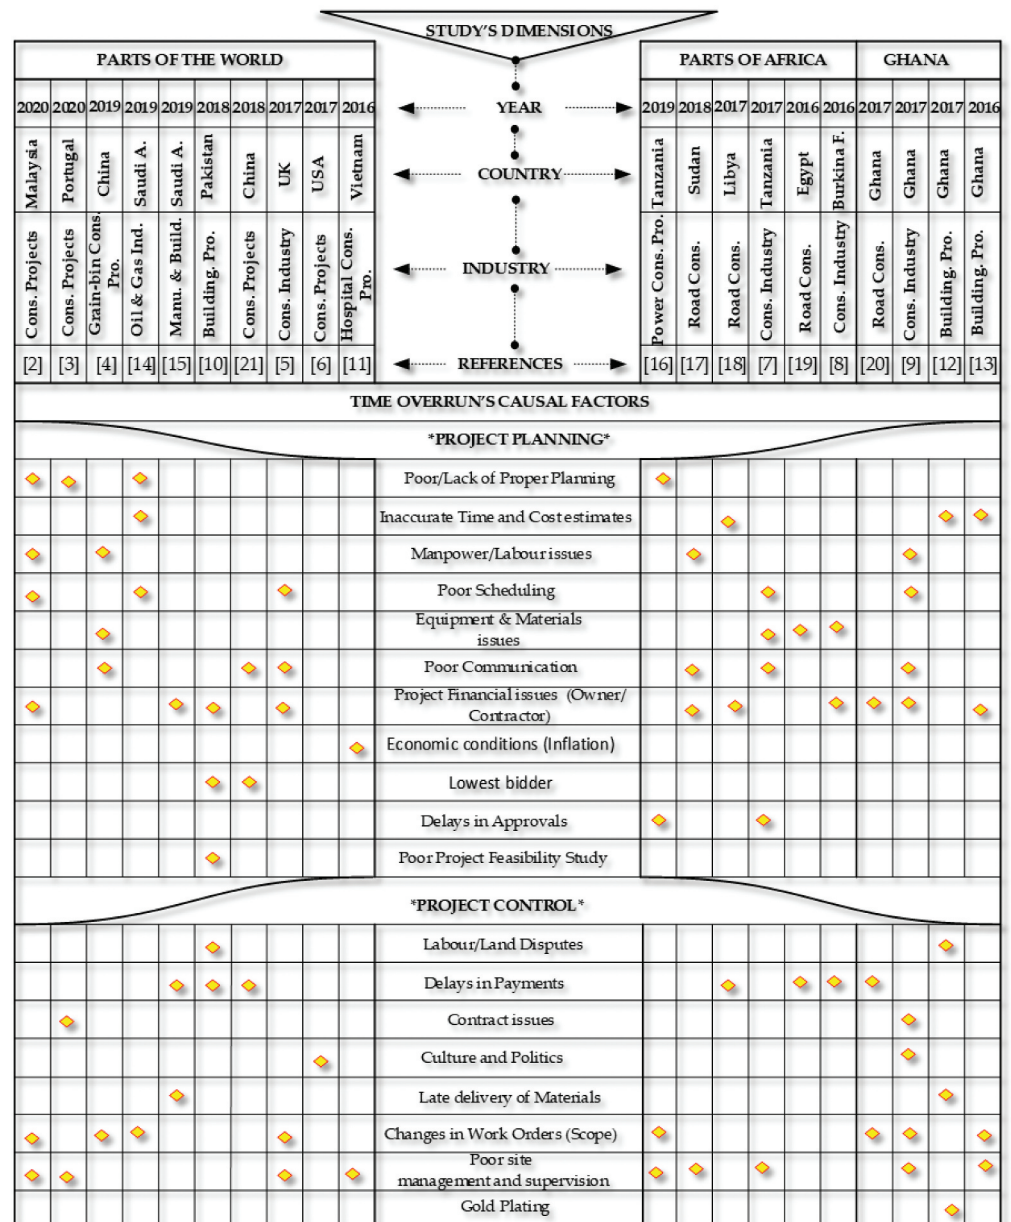 STUDY'S DIMENSIONS
PARTS OF THE WORLD
PARTS OF AFRICA
GHANA
2020 2020 2019 2019 2019 2018 2018 2017 2017 2016
YEAR
2019 2018 2017 2017 2016 2016 2017 2017 2017 2016
Malaysia
Portugal
China
Saudi A.
Saudi A.
Pakistan
China
UK
USA
Vietnam
COUNTRY
Tanzania
Sudan
Libya
Tanzania
Egypt
Burkina F.
Ghana
Ghana
Ghana
Ghana
Cons. Projects
Cons. Projects
Grain-bin Cons.
Pro.
Oil & Gas Ind.
Manu. & Build.
Building. Pro.
Cons. Projects
Cons. Industry
Cons. Projects
Hospital Cons.
Pro.
INDUSTRY
Power Cons. Pro.
Road Cons.
Road Cons.
Cons. Industry
Road Cons.
Cons. Industry
Road Cons.
Cons. Industry
Building. Pro.
Building. Pro.
[2] [3] [4] [14] [15] [10] [21] [5] [6] [11]
REFERENCES
[16] [17] [18] [7] [19] [8] [20] [9] [12] [13]
TIME OVERRUN'S CAUSAL FACTORS
*PROJECT PLANNING*
Poor/Lack of Proper Planning
Inaccurate Time and Cost estimates
Manpower/Labour issues
Poor Scheduling
Equipment & Materials
issues
Poor Communication
Project Financial issues (Owner/
Contractor)
Economic conditions (Inflation)
Lowest bidder
Delays in Approvals
Poor Project Feasibility Study
*PROJECT CONTROL*
Labour/Land Disputes
Delays in Payments
Contract issues
Culture and Politics
Late delivery of Materials
Changes in Work Orders (Scope)
Poor site
management and supervision
Gold Plating